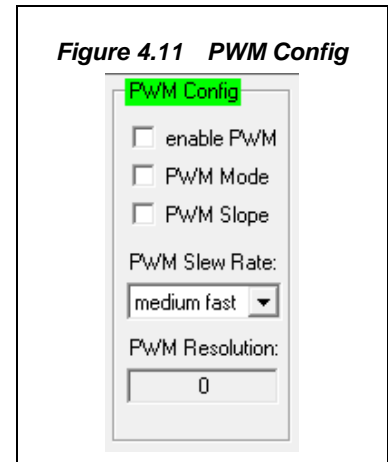 Figure 4.11 PWM Config
PWM Config
enable PWM
PWM Mode
PWM Slope
PWM Slew Rate:
medium fast
PWM Resolution:
0